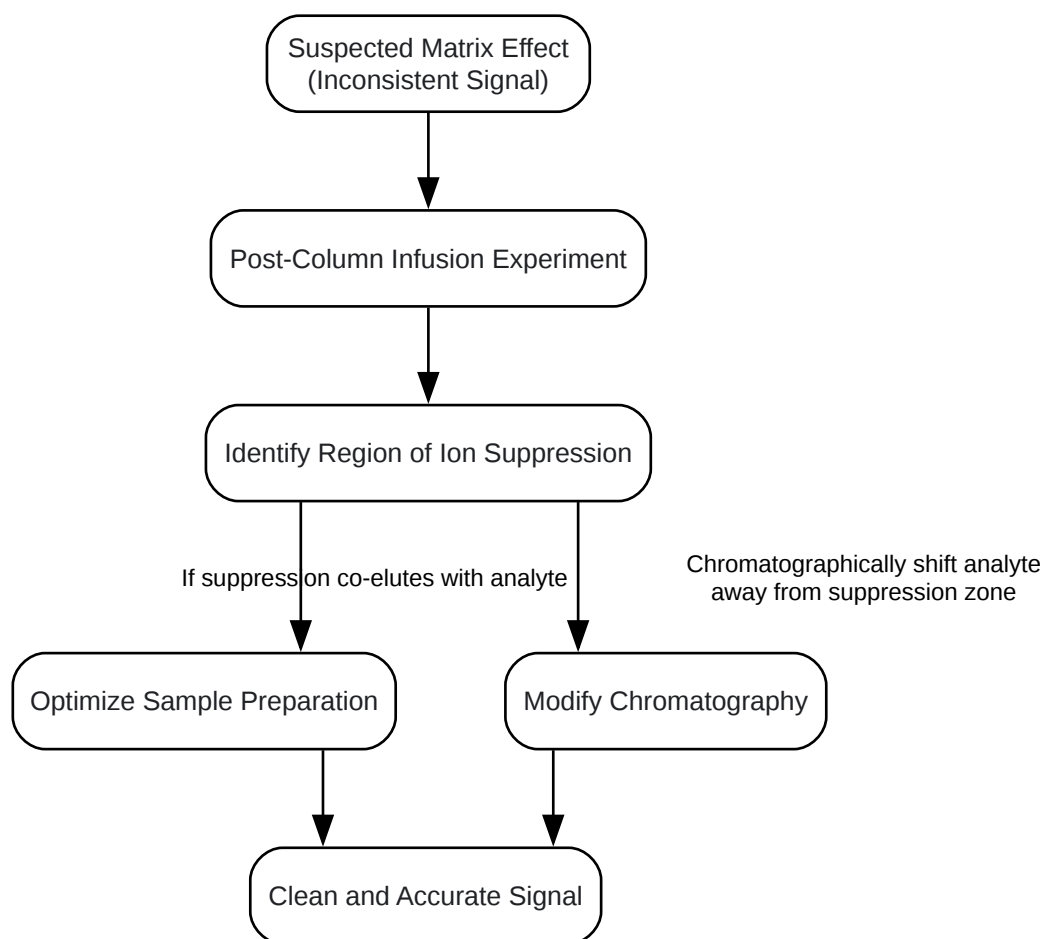 Suspected Matrix Effect
(Inconsistent Signal)
Post-Column Infusion Experiment
Identify Region of Ion Suppression
If suppression co-elutes with analyte
Chromatographically shift analyte
away from suppression zone
Optimize Sample Preparation
Modify Chromatography
Clean and Accurate Signal